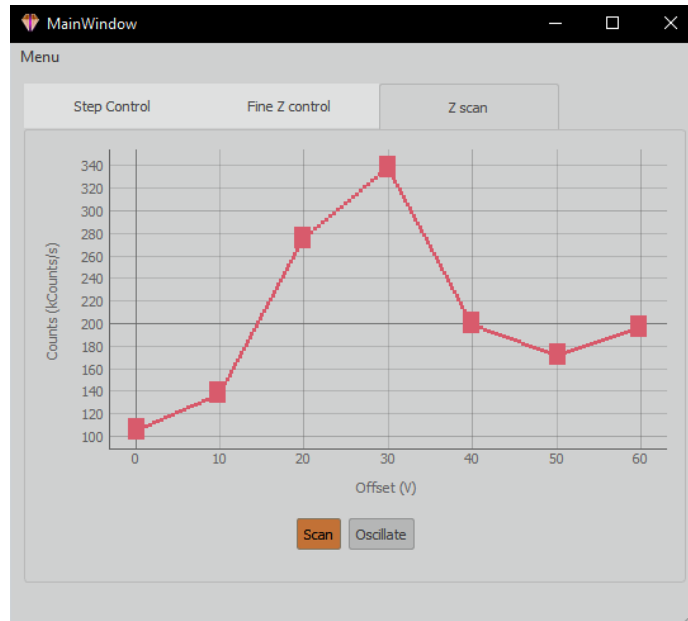 MainWindow
Menu
Step Control Fine Z control Z scan
340
320
300
280
260
240
220
200
180
160
140
120
100
Counts (kCounts/s)
0 10 20 30 40 50 60
Offset (V)
Scan Oscillate